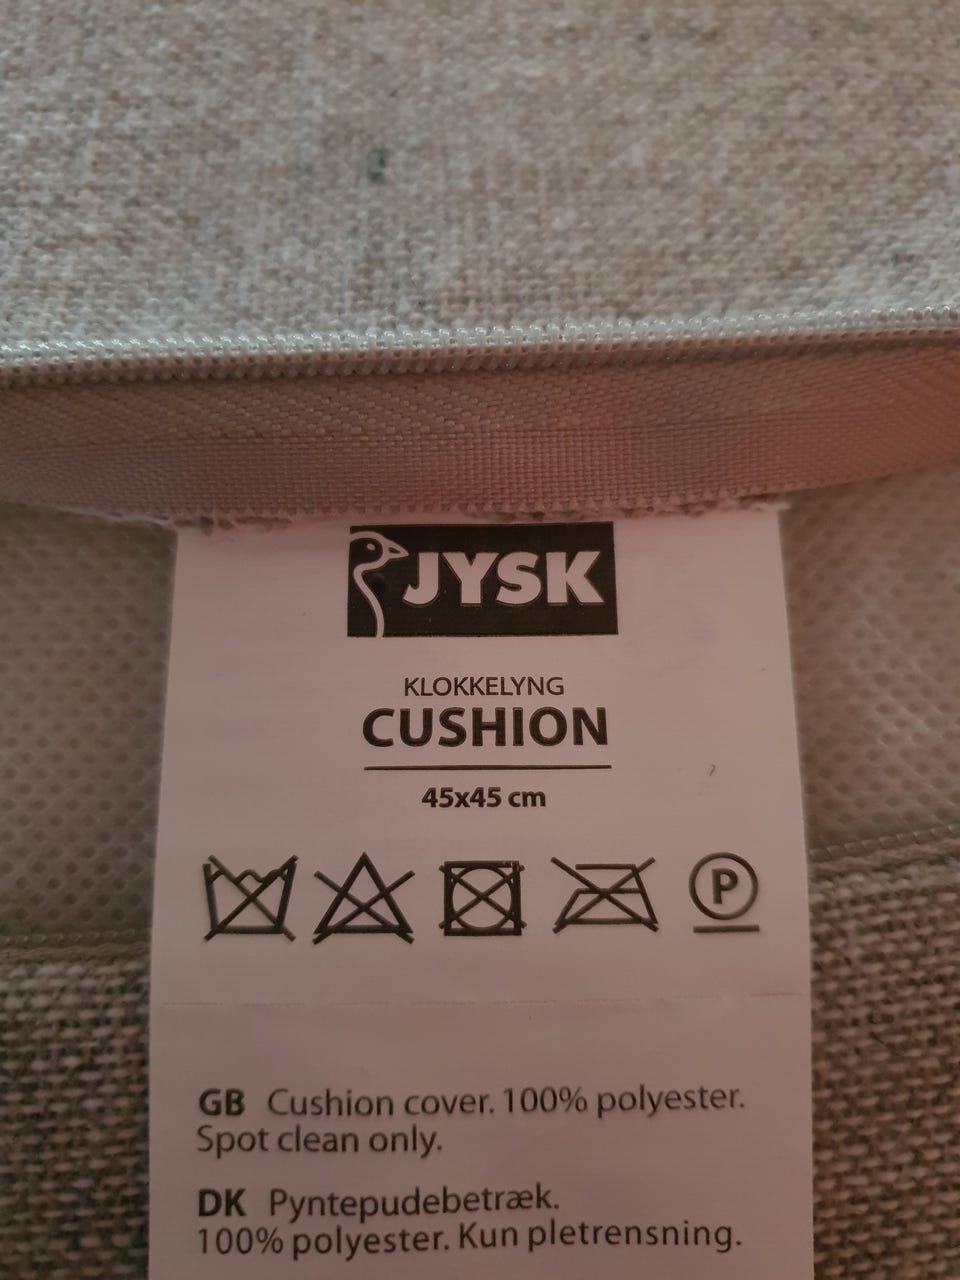 JYSK
KLOKKELYNG
CUSHION
45x45 cm
P
GB Cushion cover. 100% polyester.
Spot clean only.
DK Pyntepudebetræk.
100% polyester. Kun pletrensning.